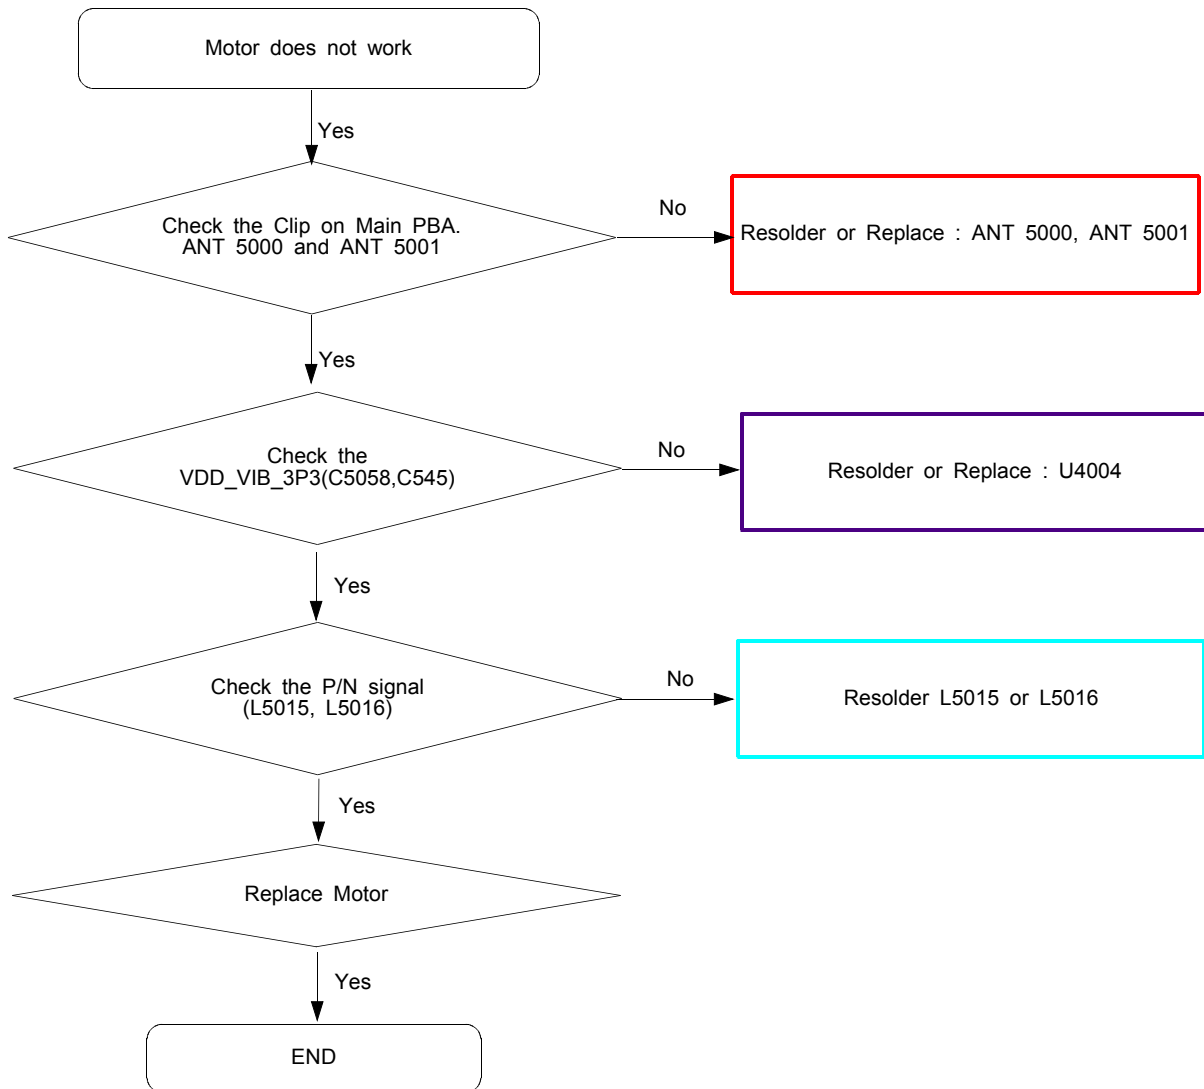 Motor does not work
Yes
Check the Clip on Main PBA.
ANT 5000 and ANT 5001
No
Resolder or Replace : ANT 5000, ANT 5001
Yes
Check the
VDD_VIB_3P3(C5058,C545)
No
Resolder or Replace : U4004
Yes
Check the P/N signal
(L5015, L5016)
No
Resolder L5015 or L5016
Yes
Replace Motor
Yes
END